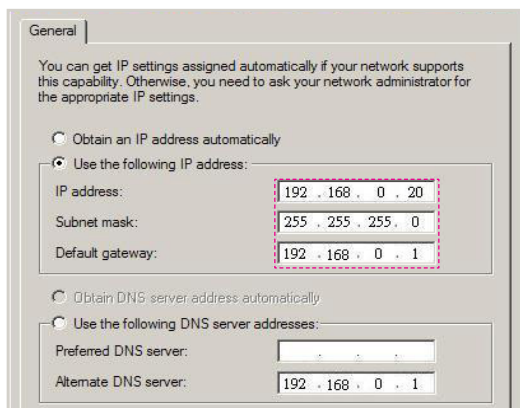 General
You can get IP settings assigned automatically if your network supports
this capability. Otherwise, you need to ask your network administrator for
the appropriate IP settings.
Obtain an IP address automatically
Use the following IP address:
IP address: 192 . 168 . 0 . 20
Subnet mask: 255 . 255 . 255 . 0
Default gateway: 192 . 168 . 0 . 1
Obtain DNS server address automatically
Use the following DNS server addresses:
Preferred DNS server: . . .
Alternate DNS server: 192 . 168 . 0 . 1